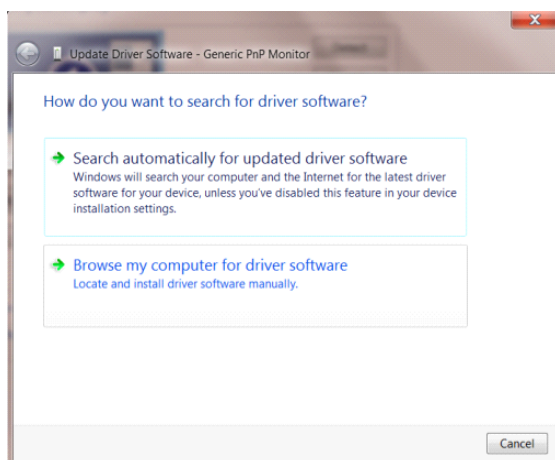 Update Driver Software - Generic PnP Monitor
How do you want to search for driver software?
Search automatically for updated driver software
Windows will search your computer and the Internet for the latest driver
software for your device, unless you've disabled this feature in your device
installation settings.
Browse my computer for driver software
Locate and install driver software manually.
Cancel